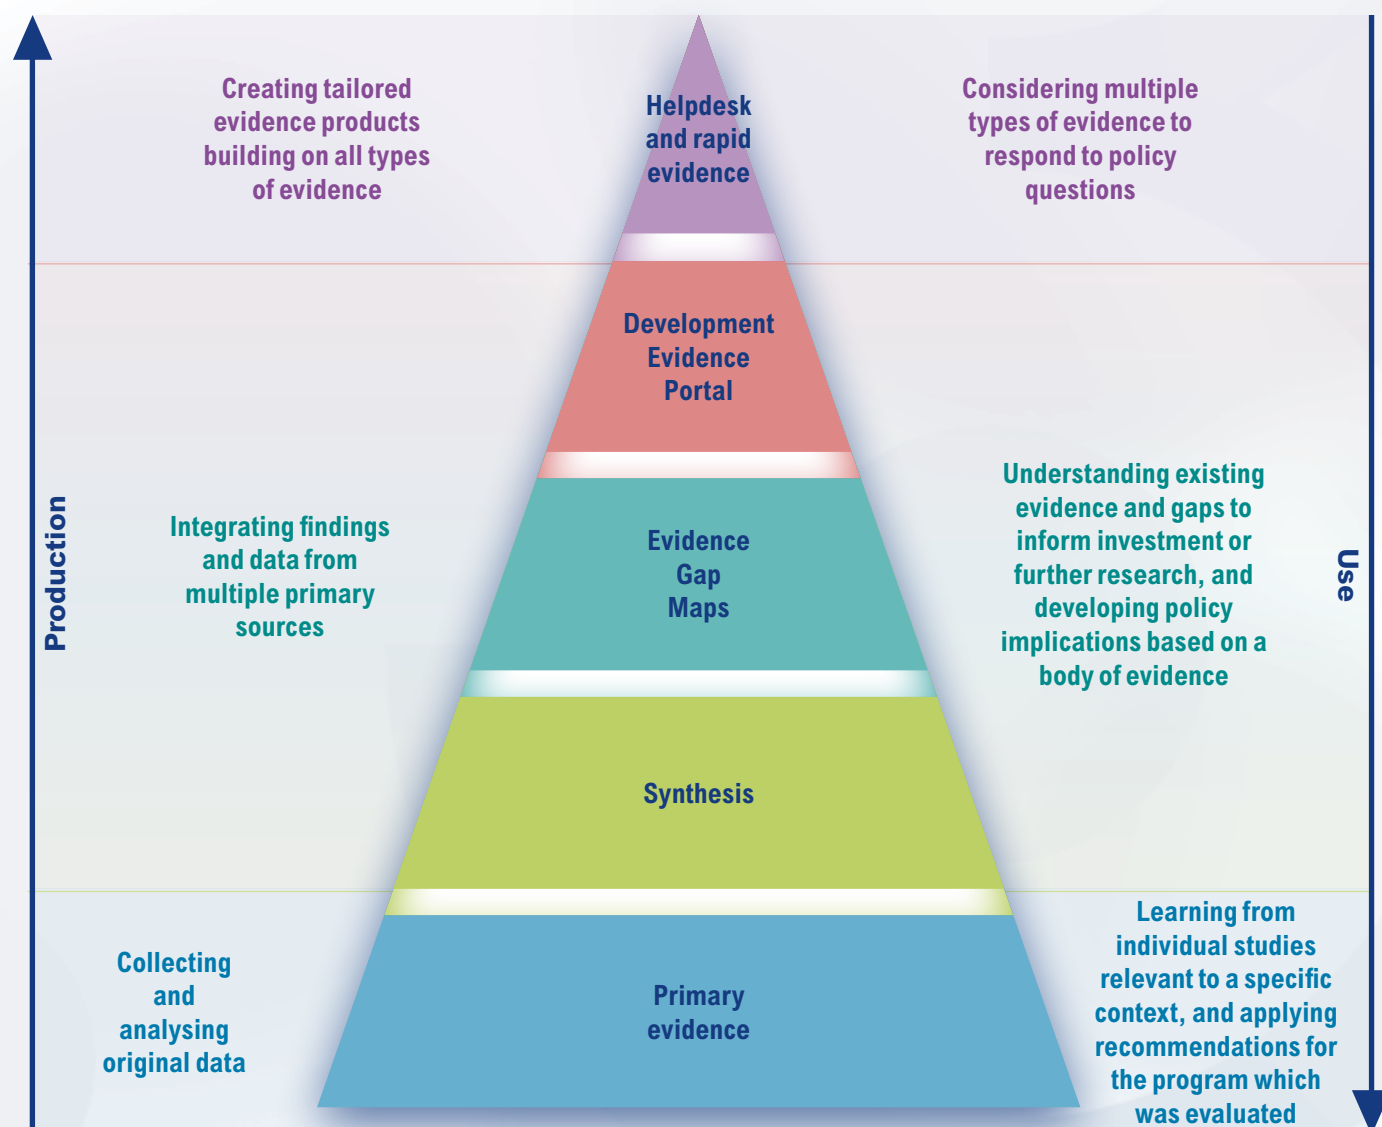 Creating tailored
evidence products
building on all types
of evidence
Helpdesk
and rapid
evidence
Considering multiple
types of evidence to
respond to policy
questions
Development
Evidence
Portal
Production
Integrating findings
and data from
multiple primary
sources
Evidence
Gap
Maps
Understanding existing
evidence and gaps to
inform investment or
further research, and
developing policy
implications based on a
body of evidence
Use
Synthesis
Collecting
and
analysing
original data
Primary
evidence
Learning from
individual studies
relevant to a specific
context, and applying
recommendations for
the program which
was evaluated